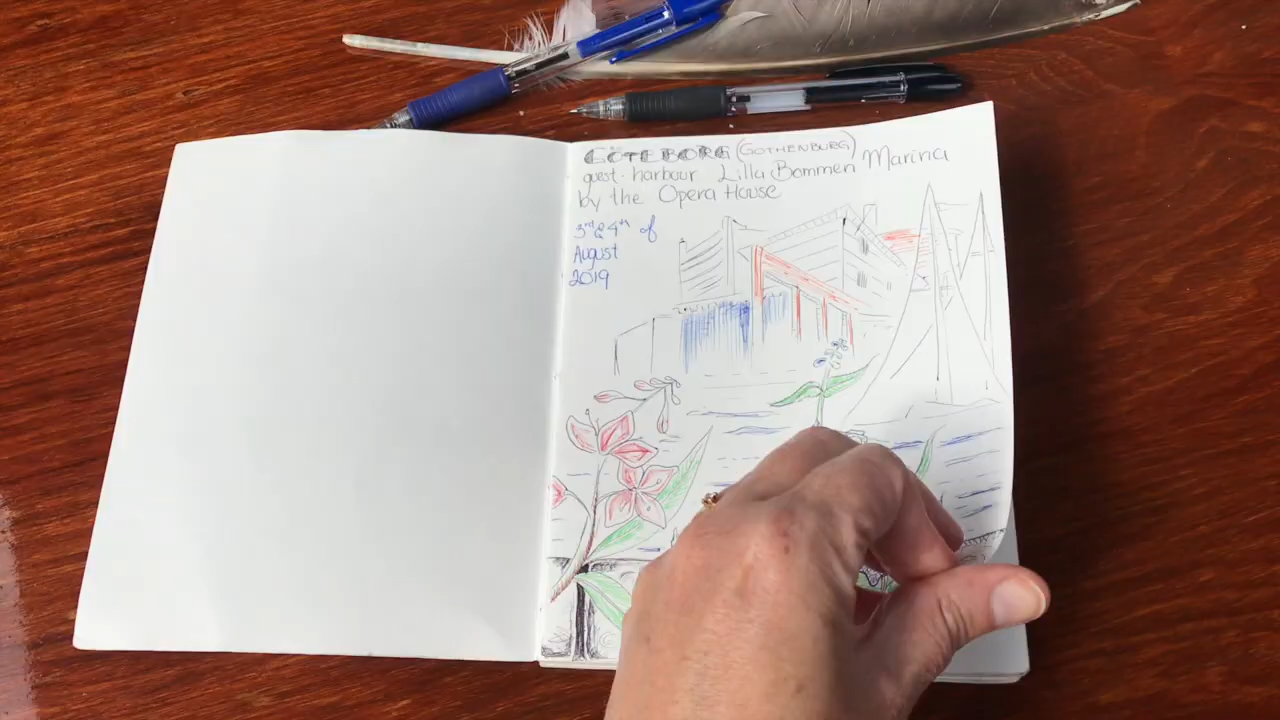 GÖTEBORG (GOTHENBURG)
guest-harbour Lilla Bommen Marina
by the Opera House
3rd & 4th of
August
2019